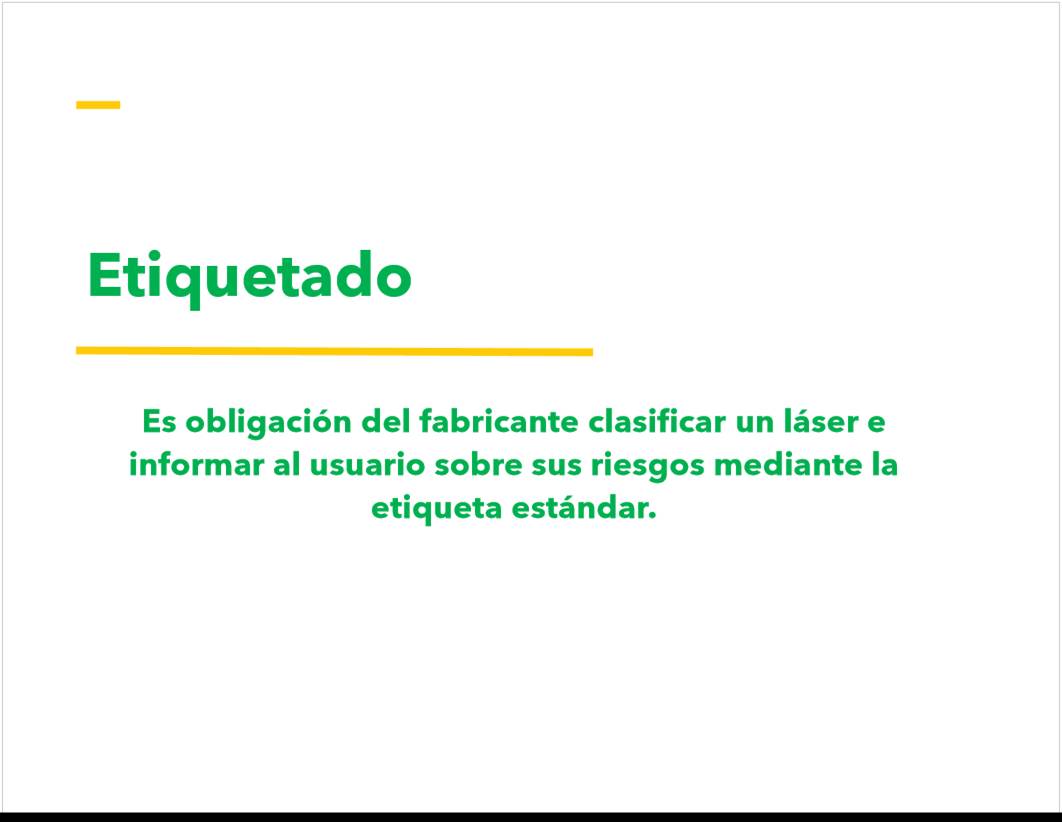 Etiquetado
Es obligación del fabricante clasificar un láser e
informar al usuario sobre sus riesgos mediante la
etiqueta estándar.